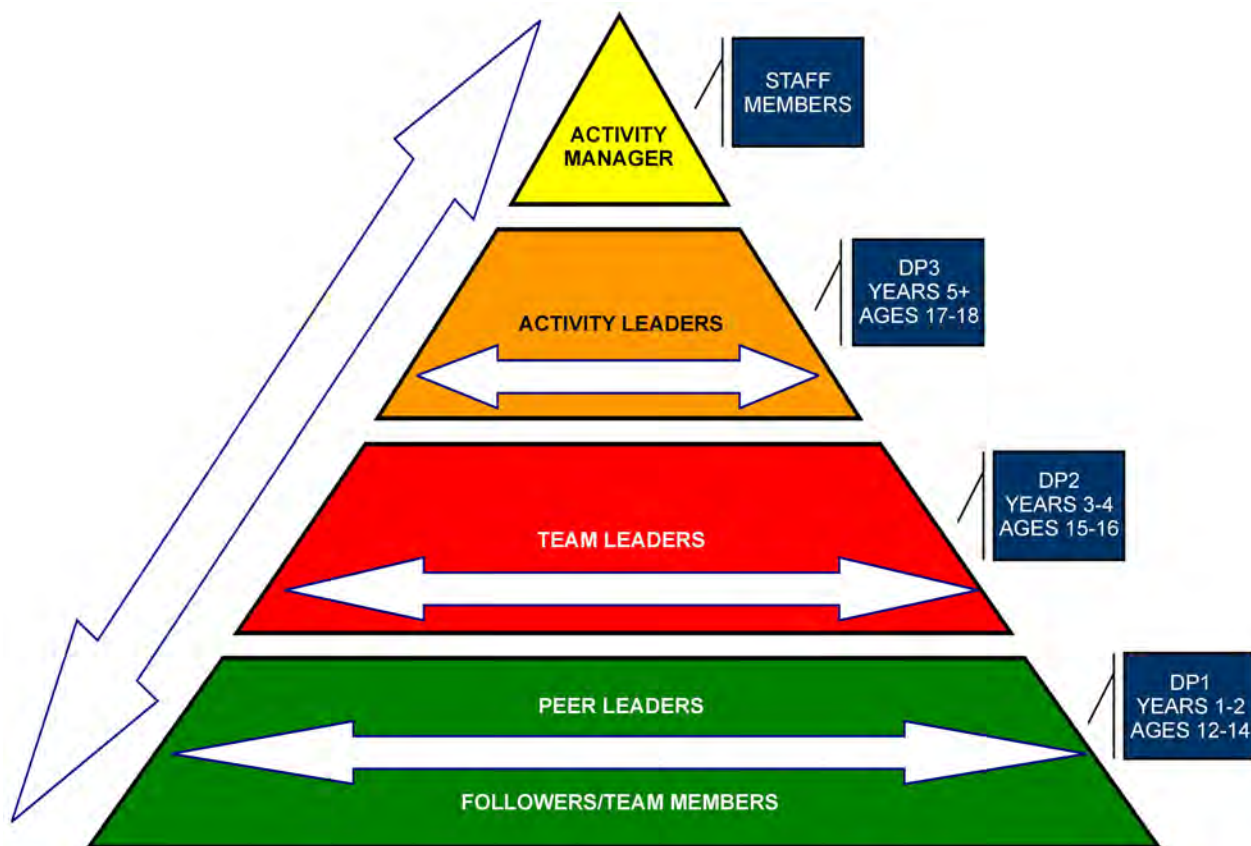 STAFF
MEMBERS
ACTIVITY
MANAGER
DP3
YEARS 5+
AGES 17-18
ACTIVITY LEADERS
DP2
YEARS 3-4
AGES 15-16
TEAM LEADERS
DP1
YEARS 1-2
AGES 12-14
PEER LEADERS
FOLLOWERS/TEAM MEMBERS